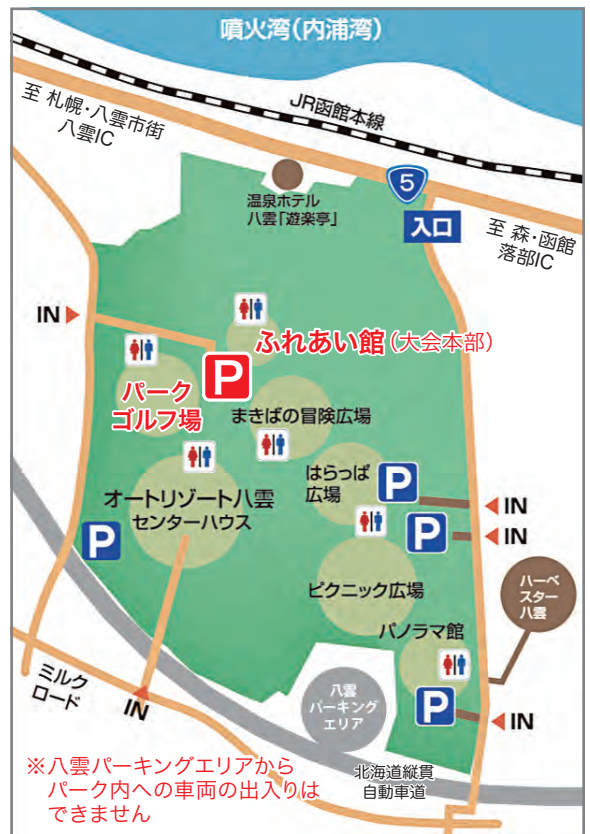 噴火湾(内浦湾)
JR函館本線
至 札幌・八雲市街
八雲IC
5
入口
至 森・函館
落部IC
温泉ホテル
八雲「遊楽亭」
IN
ふれあい館(大会本部)
P
パーク
ゴルフ場
まきばの冒険広場
はらっぱ
広場
P
IN
P
IN
オートリゾート八雲
センターハウス
P
ピクニック広場
ハーベ
スター
八雲
パノラマ館
ミルク
ロード
IN
八雲
パーキング
エリア
P
IN
※八雲パーキングエリアから
パーク内への車両の出入りは
できません
北海道縦貫
自動車道